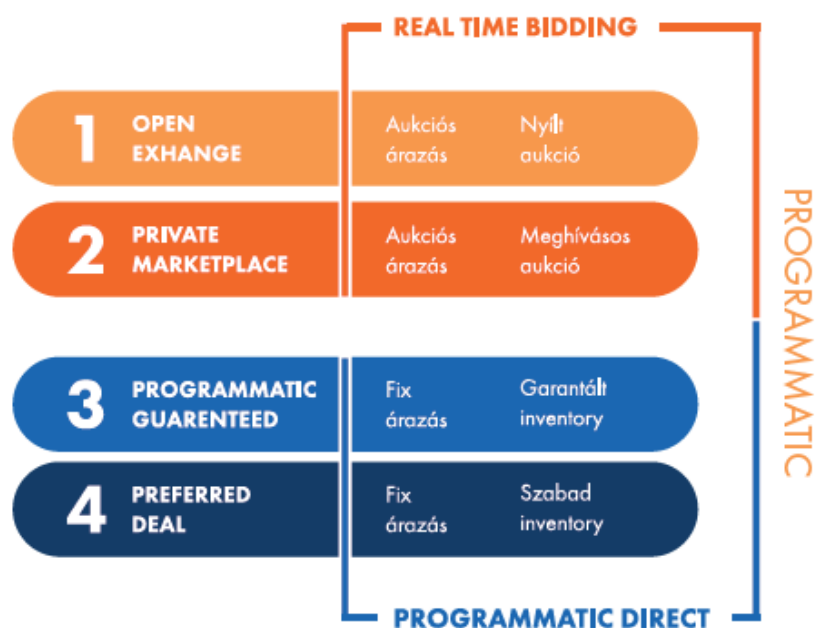 REAL TIME BIDDING
1
OPEN
EXHANGE
Aukciós
árazás
Nyílt
aukció
2
PRIVATE
MARKETPLACE
Aukciós
árazás
Meghívásos
aukció
3
PROGRAMMATIC
GUARENTEED
Fix
árazás
Garantált
inventory
4
PREFERRED
DEAL
Fix
árazás
Szabad
inventory
PROGRAMMATIC DIRECT
PROGRAMMATIC